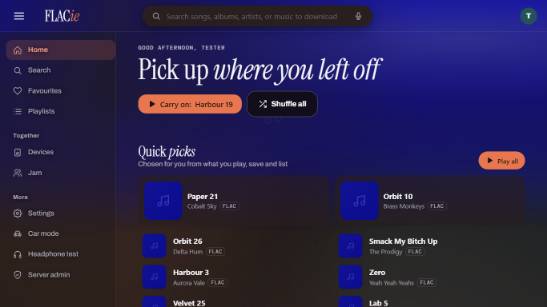 FLACie
Search songs, albums, artists, or music to download
T
Home
Search
Favourites
Playlists
Together
Devices
Jam
More
Settings
Car mode
Headphone test
Server admin
GOOD AFTERNOON, TESTER
Pick up where you left off
Carry on: Harbour 19
Shuffle all
Quick picks
Chosen for you from what you play, save and list
Play all
Paper 21
Cobalt Sky FLAC
Orbit 10
Brass Monkeys FLAC
Orbit 26
Delta Hum FLAC
Smack My Bitch Up
The Prodigy FLAC
Harbour 3
Aurora Vale FLAC
Zero
Yeah Yeah Yeahs FLAC
Velvet 25
Lab 5